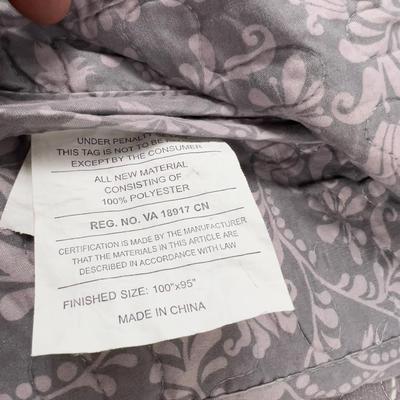 UNDER PENALTY
THIS TAG IS NOT TO BE
EXCEPT BY THE CONSUMER
ALL NEW MATERIAL
CONSISTING OF
100% POLYESTER
REG. NO. VA 18917 CN
CERTIFICATION IS MADE BY THE MANUFACTURER
THAT THE MATERIALS IN THIS ARTICLE ARE
DESCRIBED IN ACCORDANCE WITH LAW
FINISHED SIZE: 100"x95"
MADE IN CHINA